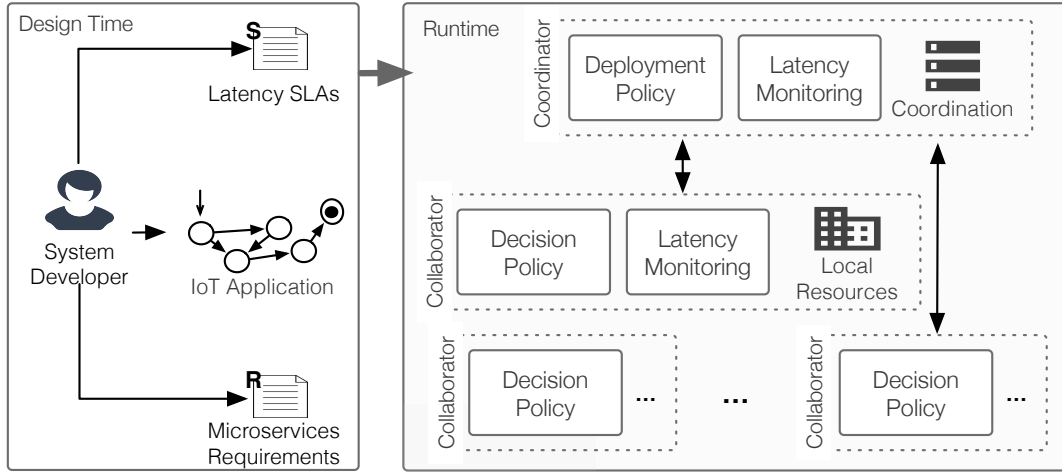 Design Time
S
Latency SLAs
System
Developer
IoT Application
R
Microservices
Requirements
Runtime
Coordinator
Deployment
Policy
Latency
Monitoring
Coordination
Collaborator
Decision
Policy
Latency
Monitoring
Local
Resources
Collaborator
Decision
Policy
...
...
Collaborator
Decision
Policy
...